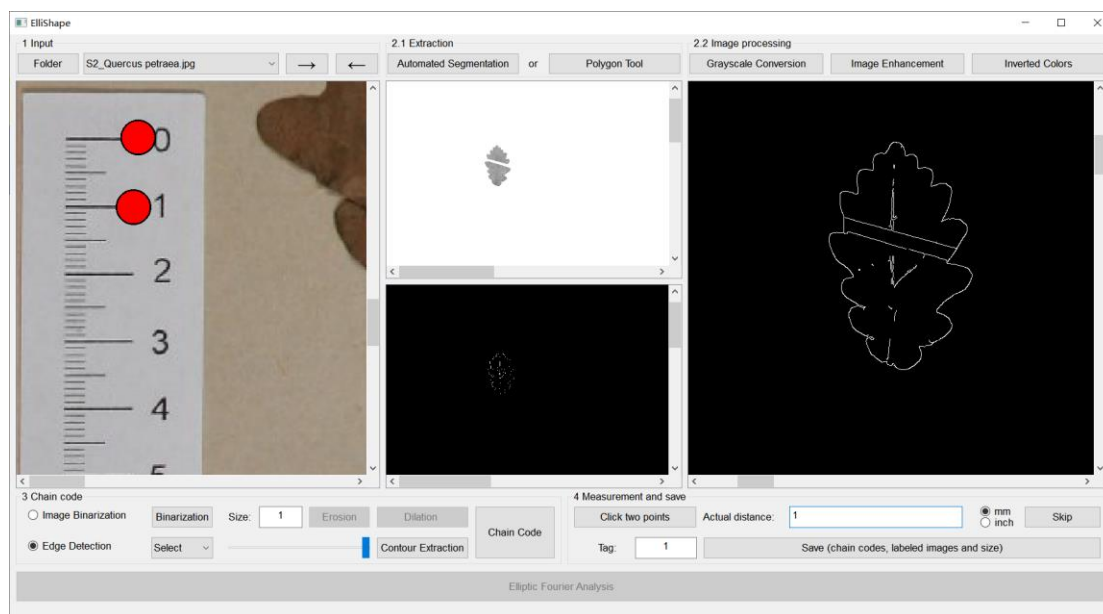 ElliShape
1 Input
2.1 Extraction
2.2 Image processing
Folder S2_Quercus petraea.jpg → ← Automated Segmentation or Polygon Tool Grayscale Conversion Image Enhancement Inverted Colors
0
1
2
3
4
5
3 Chain code
4 Measurement and save
Image Binarization Binarization Size: 1 Erosion Dilation Chain Code Click two points Actual distance: 1 mm inch Skip
Edge Detection Select Contour Extraction Tag: 1 Save (chain codes, labeled images and size)
Elliptic Fourier Analysis